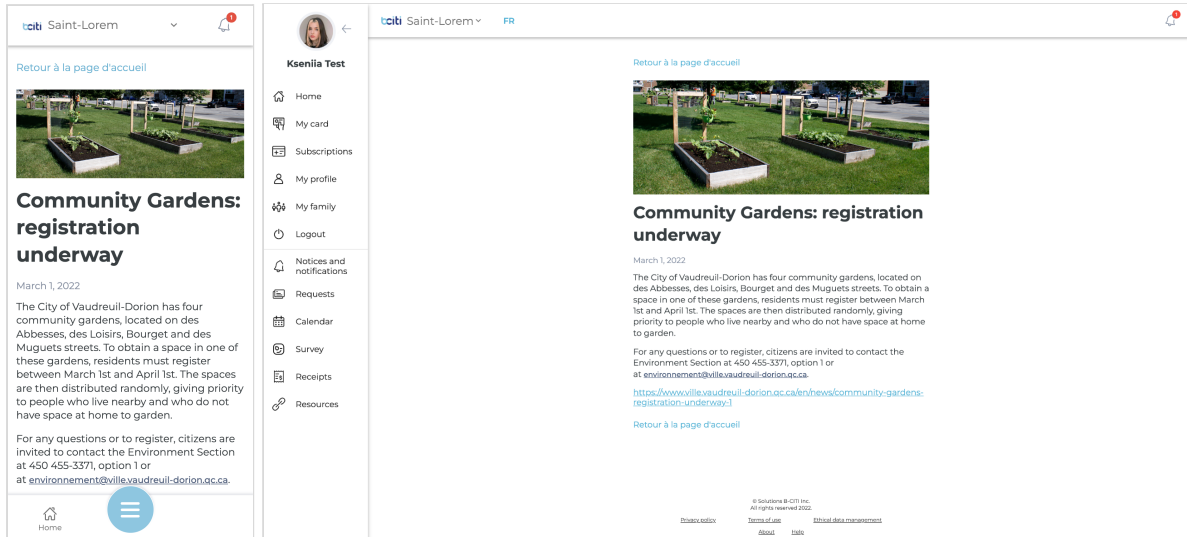 bciti Saint-Lorem
1
Retour à la page d'accueil
Community Gardens:
registration
underway
March 1, 2022
The City of Vaudreuil-Dorion has four
community gardens, located on des
Abbesses, des Loisirs, Bourget and des
Muguets streets. To obtain a space in one of
these gardens, residents must register
between March 1st and April 1st. The spaces
are then distributed randomly, giving priority
to people who live nearby and who do not
have space at home to garden.
For any questions or to register, citizens are
invited to contact the Environment Section
at 450 455-3371, option 1 or
at environnement@ville.vaudreuil-dorion.qc.ca.
Home
Kseniia Test
Home
My card
Subscriptions
My profile
My family
Logout
Notices and
notifications
Requests
Calendar
Survey
Receipts
Resources
bciti Saint-Lorem FR
1
Retour à la page d'accueil
Community Gardens: registration
underway
March 1, 2022
The City of Vaudreuil-Dorion has four community gardens, located on
des Abbesses, des Loisirs, Bourget and des Muguets streets. To obtain a
space in one of these gardens, residents must register between March
1st and April 1st. The spaces are then distributed randomly, giving
priority to people who live nearby and who do not have space at home
to garden.
For any questions or to register, citizens are invited to contact the
Environment Section at 450 455-3371, option 1 or
at environnement@ville.vaudreuil-dorion.qc.ca.
https://www.ville.vaudreuil-dorion.qc.ca/en/news/community-gardens-
registration-underway-1
Retour à la page d'accueil
© Solutions B-CITI Inc.
All rights reserved 2022.
Privacy policy Terms of use Ethical data management
About Help